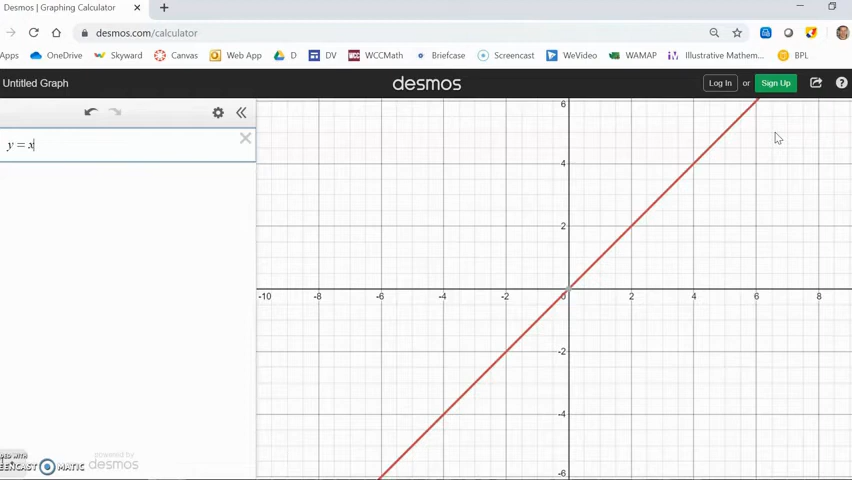 Desmos | Graphing Calculator
desmos.com/calculator
Apps OneDrive Skyward Canvas Web App D DV WCCMath Briefcase Screencast WeVideo WAMAP Illustrative Mathem... BPL
Untitled Graph desmos Log In or Sign Up
y = x
6
4
2
-10 -8 -6 -4 -2 0 2 4 6 8
-2
-4
-6
powered by
desmos
MATIC